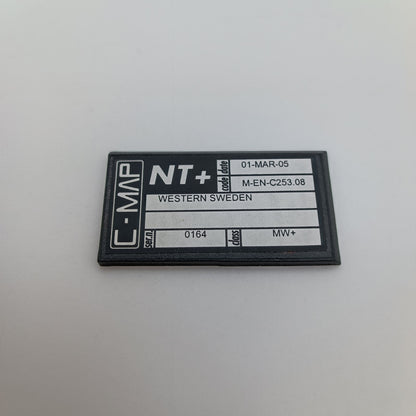 C-MAP
NT+
date 01-MAR-05
code M-EN-C253.08
WESTERN SWEDEN
ser.n. 0164 class MW+